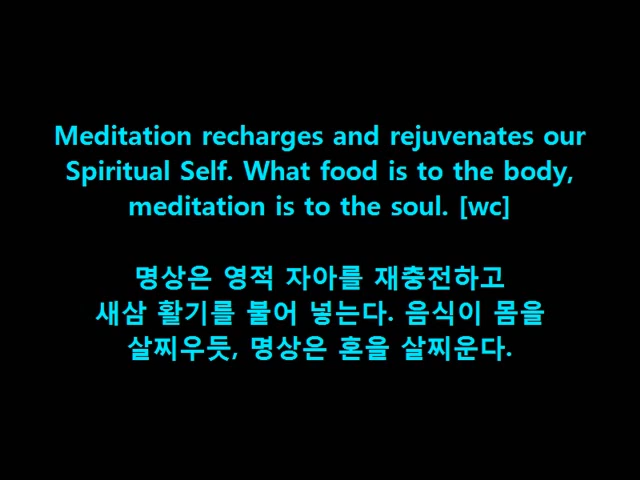 Meditation recharges and rejuvenates our
Spiritual Self. What food is to the body,
meditation is to the soul. [wc]
명상은 영적 자아를 재충전하고
새삼 활기를 불어 넣는다. 음식이 몸을
살찌우듯, 명상은 혼을 살찌운다.